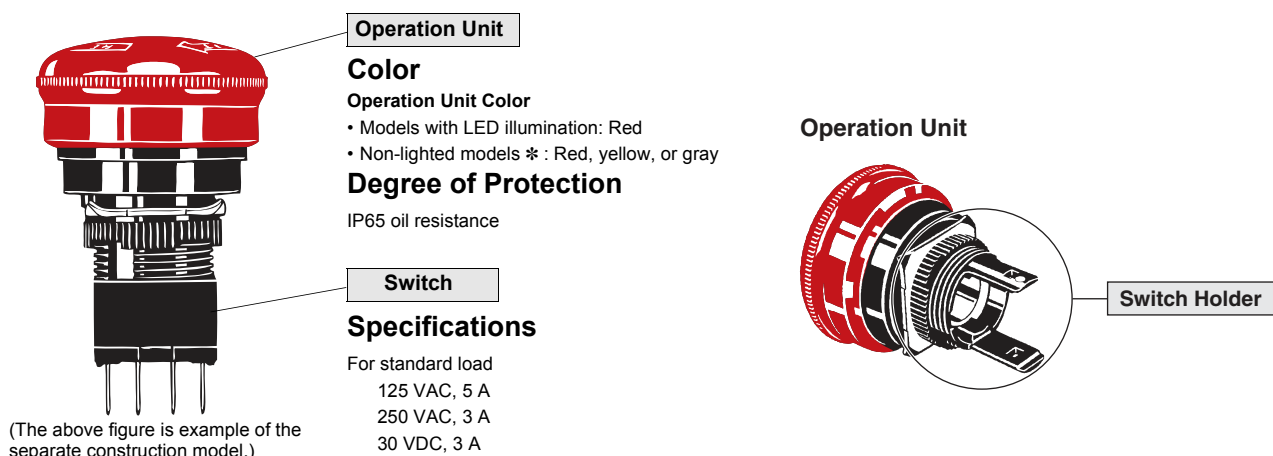 Operation Unit
Color
Operation Unit Color
• Models with LED illumination: Red
• Non-lighted models ✻ : Red, yellow, or gray
Degree of Protection
IP65 oil resistance
Switch
Specifications
For standard load
125 VAC, 5 A
250 VAC, 3 A
30 VDC, 3 A
(The above figure is example of the
separate construction model.)
Operation Unit
Switch Holder